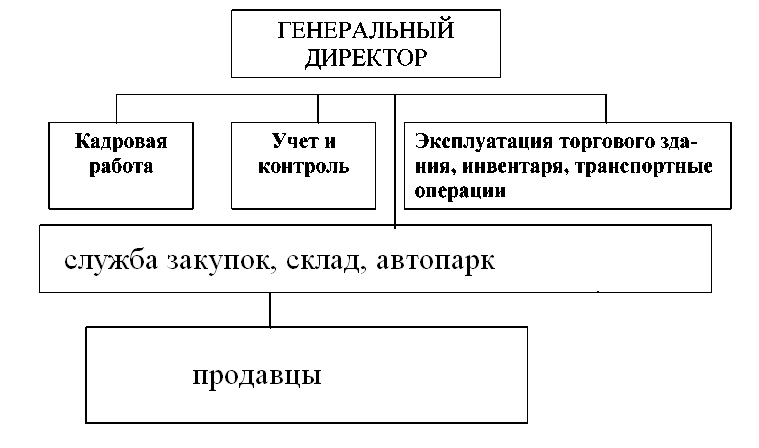 ГЕНЕРАЛЬНЫЙ
ДИРЕКТОР
Кадровая
работа
Учет и
контроль
Эксплуатация торгового зда-
ния, инвентаря, транспортные
операции
служба закупок, склад, автопарк
продавцы